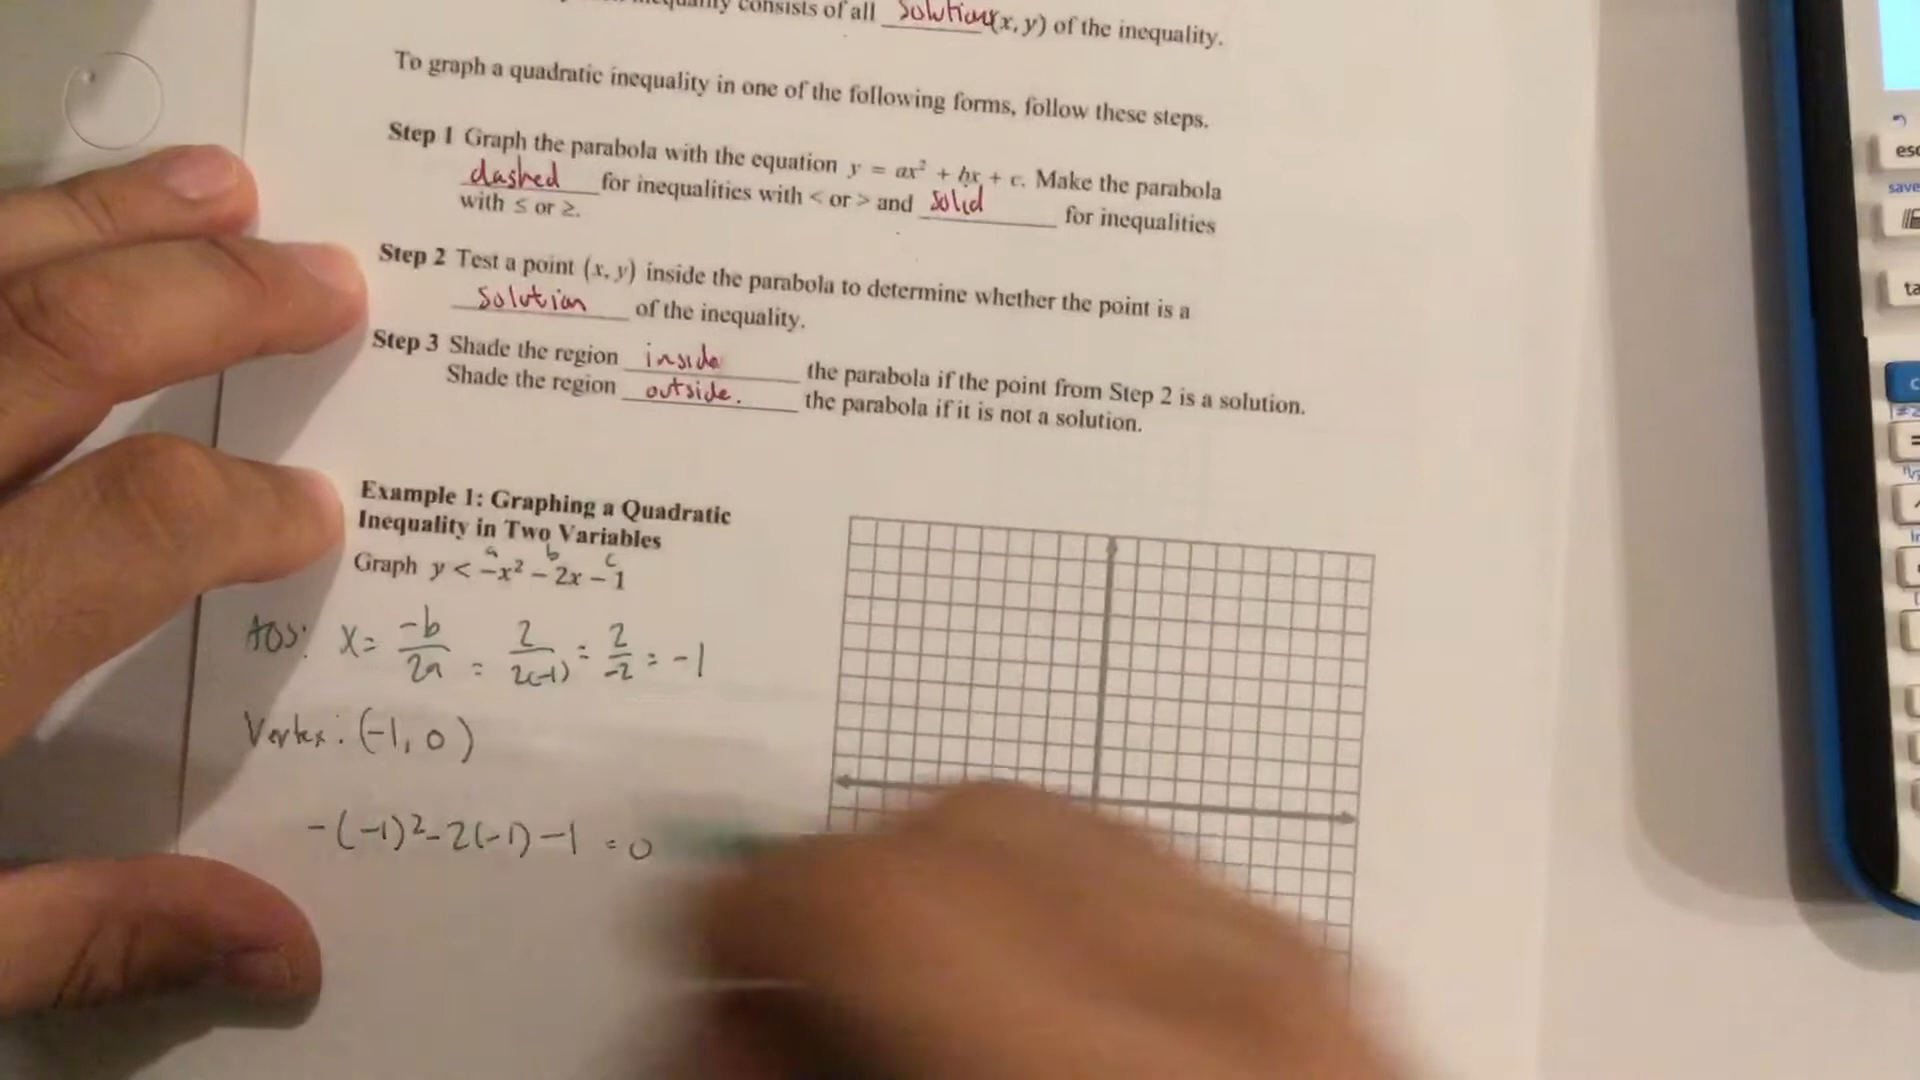 consists of all solution (x, y) of the inequality.
To graph a quadratic inequality in one of the following forms, follow these steps.
Step 1 Graph the parabola with the equation y = ax² + bx + c. Make the parabola
dashed for inequalities with < or > and solid for inequalities
with ≤ or ≥.
Step 2 Test a point (x, y) inside the parabola to determine whether the point is a
solution of the inequality.
Step 3 Shade the region inside the parabola if the point from Step 2 is a solution.
Shade the region outside. the parabola if it is not a solution.
Example 1: Graphing a Quadratic
Inequality in Two Variables
a b c
Graph y < -x² - 2x - 1
AOS: x = -b/2a = 2/2(-1) = 2/-2 = -1
Vertex: (-1, 0)
-(-1)² - 2(-1) - 1 = 0
esc
save